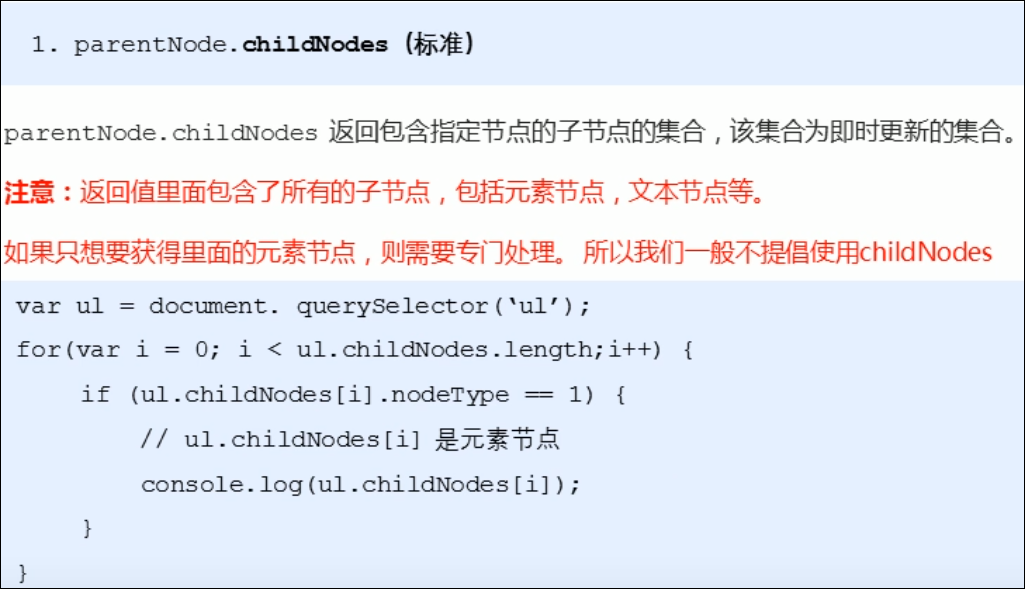 1. parentNode.childNodes（标准）
parentNode.childNodes 返回包含指定节点的子节点的集合，该集合为即时更新的集合。
注意：返回值里面包含了所有的子节点，包括元素节点，文本节点等。
如果只想要获得里面的元素节点，则需要专门处理。 所以我们一般不提倡使用childNodes
var ul = document. querySelector(‘ul’);
for(var i = 0; i < ul.childNodes.length;i++) {
if (ul.childNodes[i].nodeType == 1) {
// ul.childNodes[i] 是元素节点
console.log(ul.childNodes[i]);
}
}